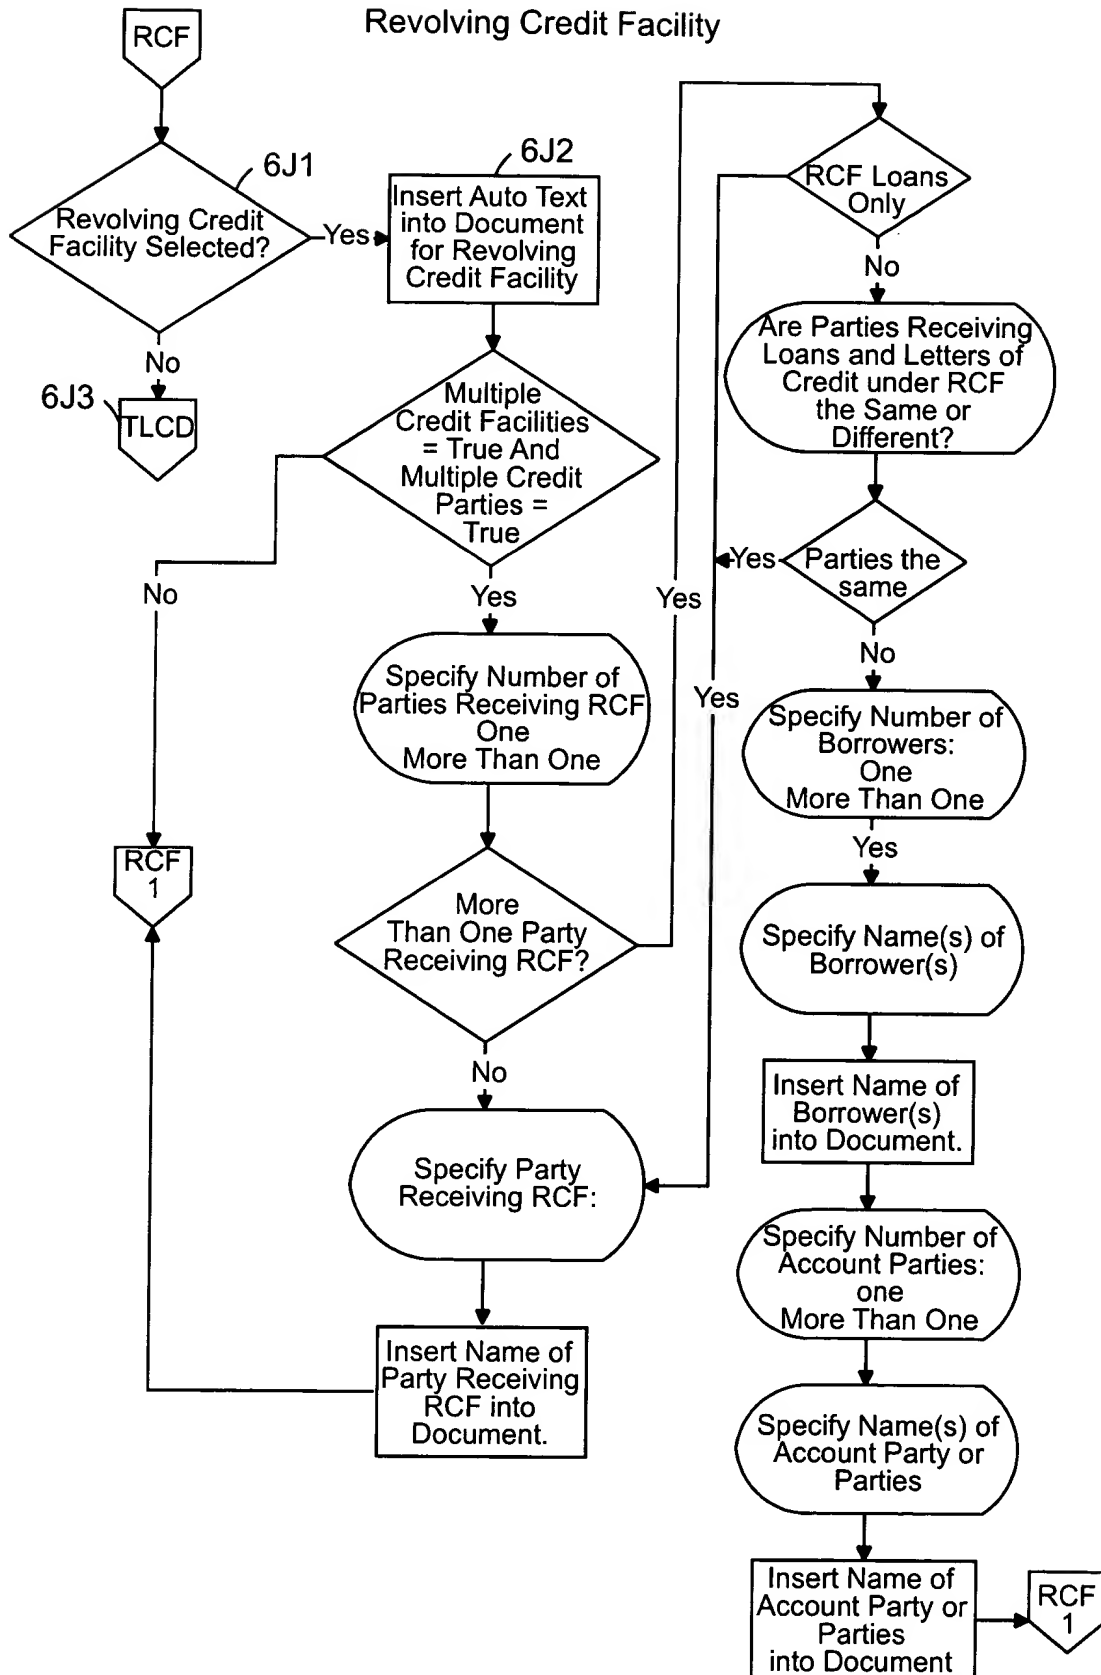 Revolving Credit Facility
RCF
6J1
Revolving Credit
Facility Selected?
Yes
6J2
Insert Auto Text
into Document
for Revolving
Credit Facility
No
6J3
TLCD
Multiple
Credit Facilities
= True And
Multiple Credit
Parties =
True
No
Yes
Specify Number of
Parties Receiving RCF
One
More Than One
RCF
1
More
Than One Party
Receiving RCF?
Yes
No
Specify Party
Receiving RCF:
Insert Name of
Party Receiving
RCF into
Document.
RCF Loans
Only
Yes
No
Are Parties Receiving
Loans and Letters of
Credit under RCF
the Same or
Different?
Parties the
same
Yes
No
Specify Number of
Borrowers:
One
More Than One
Yes
Specify Name(s) of
Borrower(s)
Insert Name of
Borrower(s)
into Document.
Specify Number of
Account Parties:
one
More Than One
Specify Name(s) of
Account Party or
Parties
Insert Name of
Account Party or
Parties
into Document
RCF
1